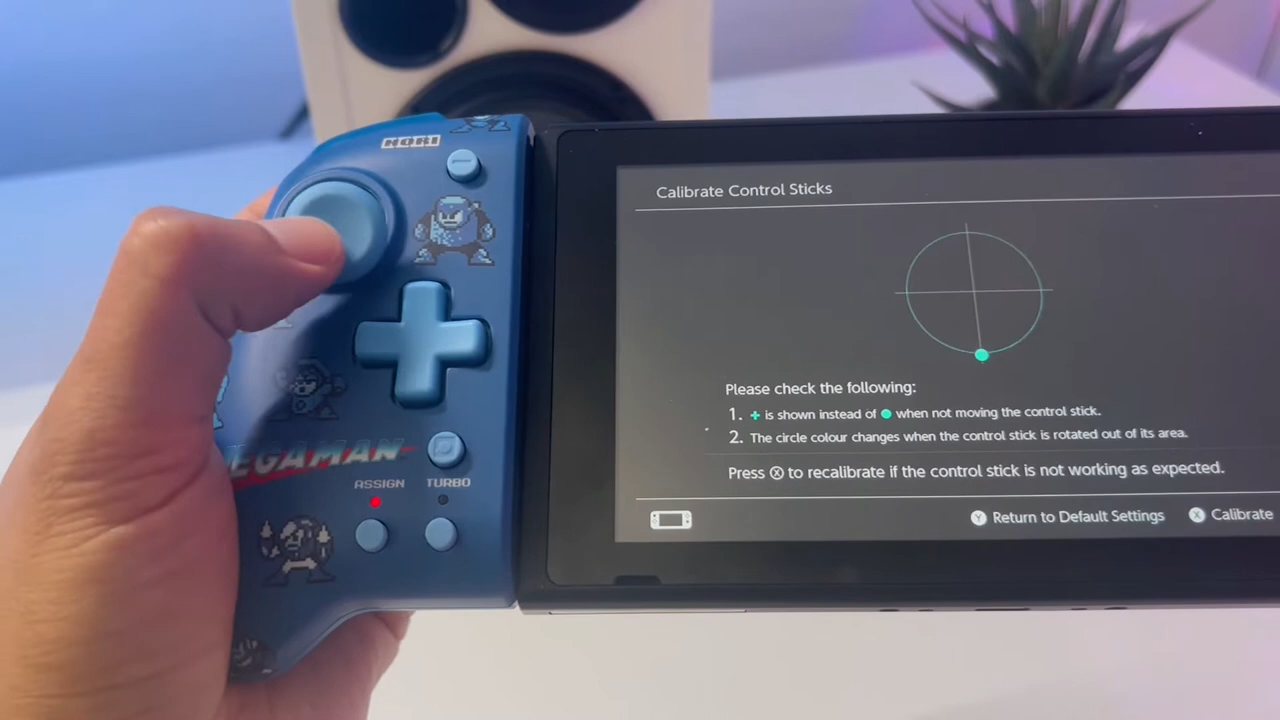 HORI
Calibrate Control Sticks
Please check the following:
1. + is shown instead of ● when not moving the control stick.
2. The circle colour changes when the control stick is rotated out of its area.
Press Ⓧ to recalibrate if the control stick is not working as expected.
EGAMAN
ASSIGN TURBO
Ⓨ Return to Default Settings Ⓧ Calibrate